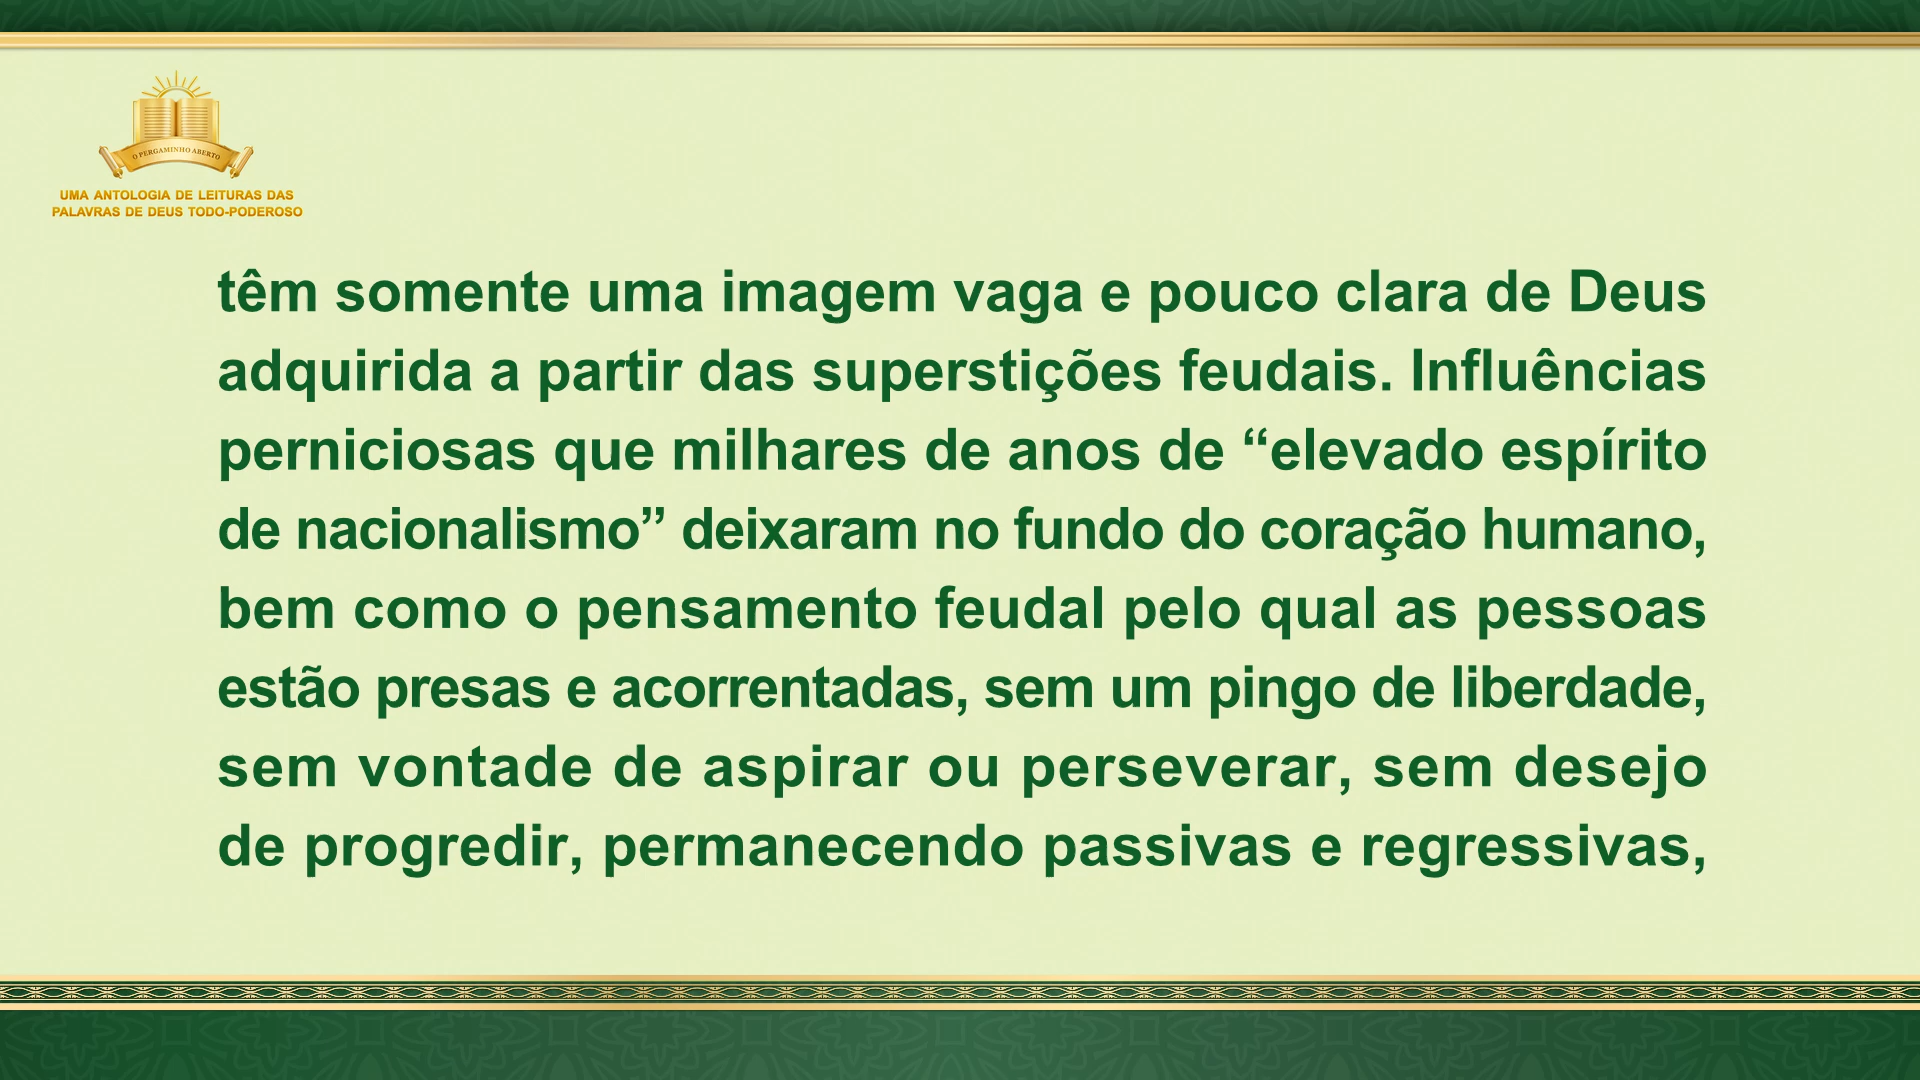 O PERGAMINHO ABERTO
UMA ANTOLOGIA DE LEITURAS DAS
PALAVRAS DE DEUS TODO-PODEROSO
têm somente uma imagem vaga e pouco clara de Deus
adquirida a partir das superstições feudais. Influências
perniciosas que milhares de anos de “elevado espírito
de nacionalismo” deixaram no fundo do coração humano,
bem como o pensamento feudal pelo qual as pessoas
estão presas e acorrentadas, sem um pingo de liberdade,
sem vontade de aspirar ou perseverar, sem desejo
de progredir, permanecendo passivas e regressivas,